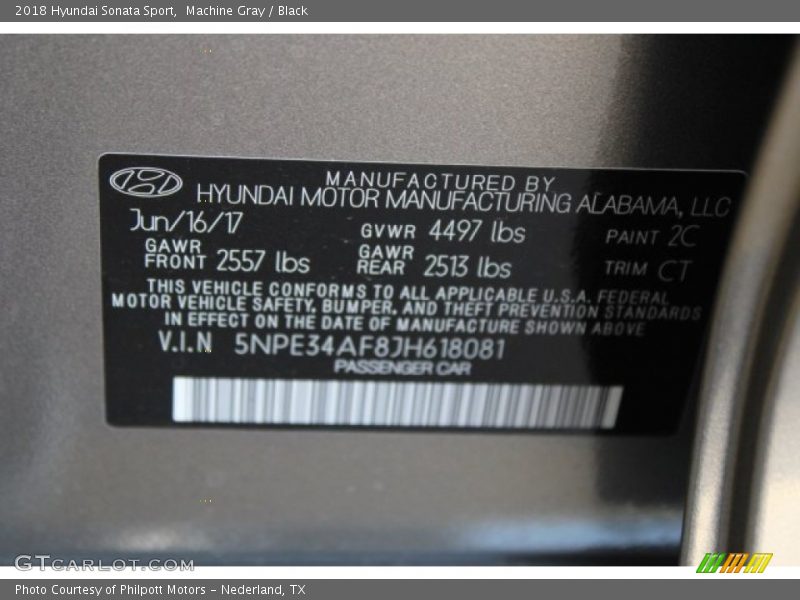 2018 Hyundai Sonata Sport,  Machine Gray / Black
MANUFACTURED BY
HYUNDAI MOTOR MANUFACTURING ALABAMA, LLC
Jun/16/17 GVWR 4497 lbs PAINT 2C
GAWR FRONT 2557 lbs GAWR REAR 2513 lbs TRIM CT
THIS VEHICLE CONFORMS TO ALL APPLICABLE U.S.A. FEDERAL
MOTOR VEHICLE SAFETY, BUMPER, AND THEFT PREVENTION STANDARDS
IN EFFECT ON THE DATE OF MANUFACTURE SHOWN ABOVE
V.I.N 5NPE34AF8JH618081
PASSENGER CAR
GTCARLOT.COM
Photo Courtesy of Philpott Motors - Nederland, TX